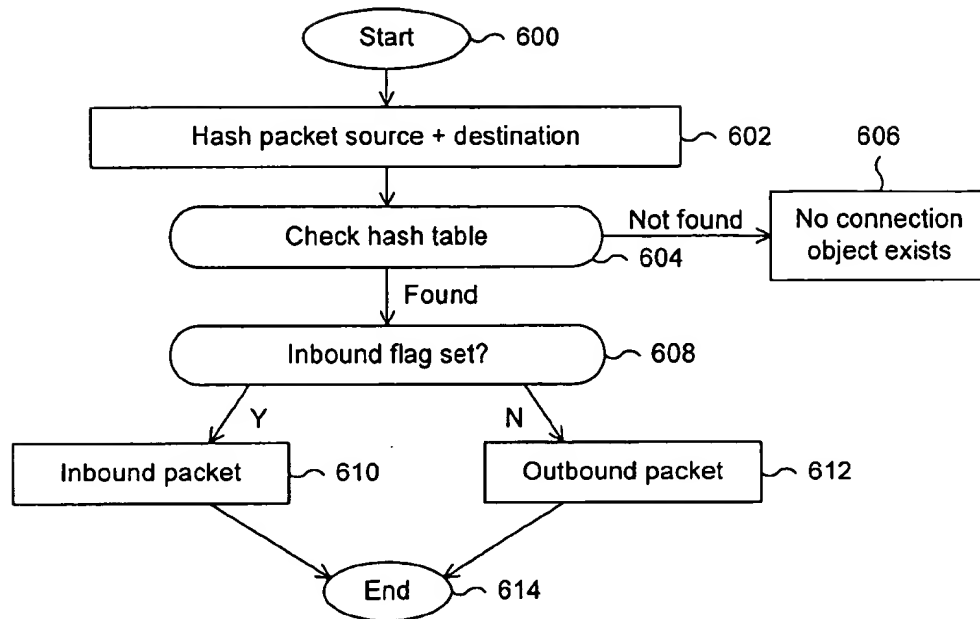 Start
600
Hash packet source + destination
602
606
Check hash table
604
Not found
No connection
object exists
Found
Inbound flag set?
608
Y
N
Inbound packet
610
Outbound packet
612
End
614